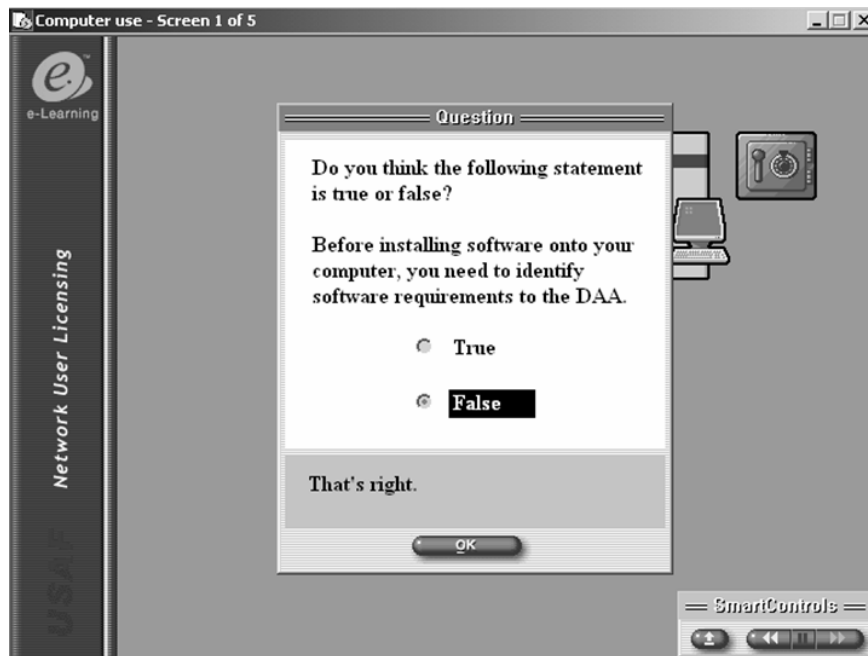 Computer use - Screen 1 of 5
e.™
e-Learning
Network User Licensing
USAF
Question
Do you think the following statement
is true or false?
Before installing software onto your
computer, you need to identify
software requirements to the DAA.
True
False
That's right.
OK
SmartControls